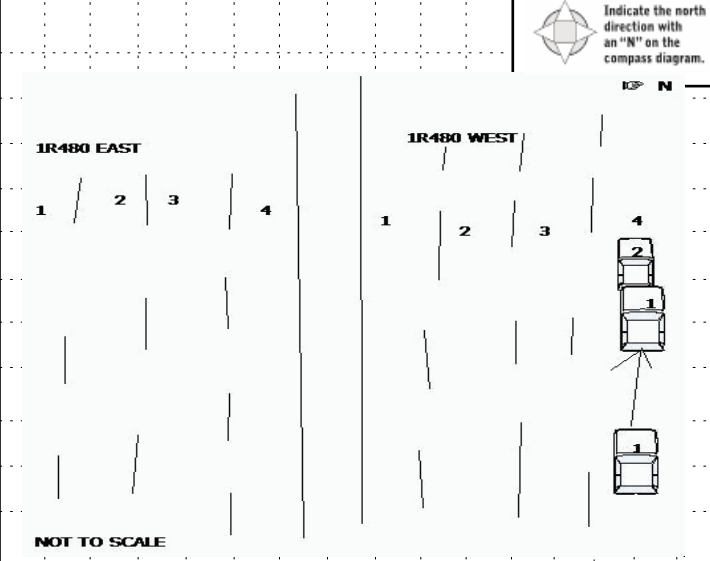 Indicate the north
direction with
an "N" on the
compass diagram.
☞ N
1R480 EAST
1R480 WEST
1 2 3 4 1 2 3 4
2
1
1
NOT TO SCALE